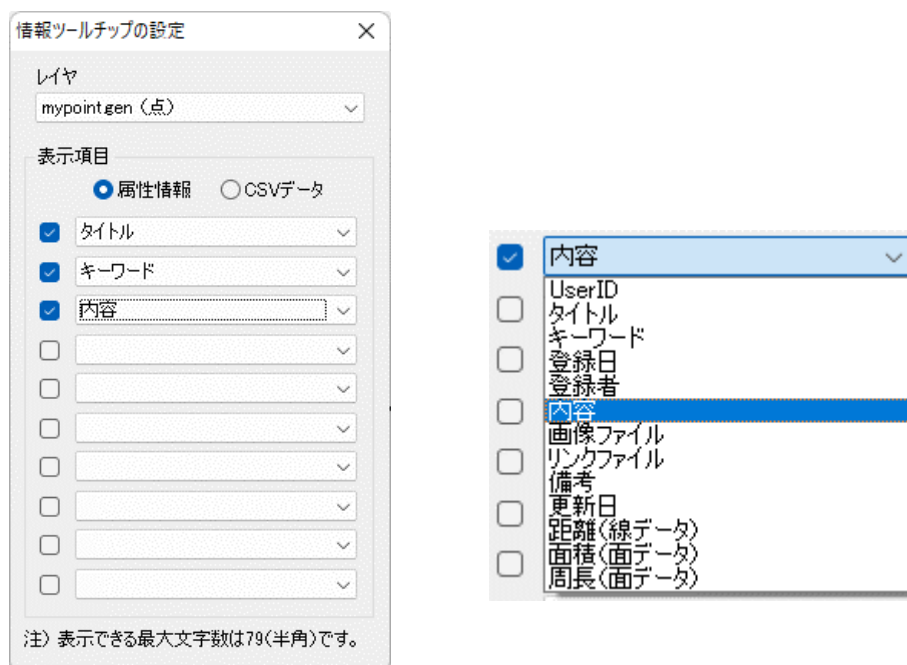 情報ツールチップの設定
レイヤ
mypointgen（点）
表示項目
属性情報 CSVデータ
タイトル
キーワード
内容
注）表示できる最大文字数は79(半角)です。
内容
UserID
タイトル
キーワード
登録日
登録者
内容
画像ファイル
リンクファイル
備考
更新日
距離(線データ)
面積(面データ)
周長(面データ)